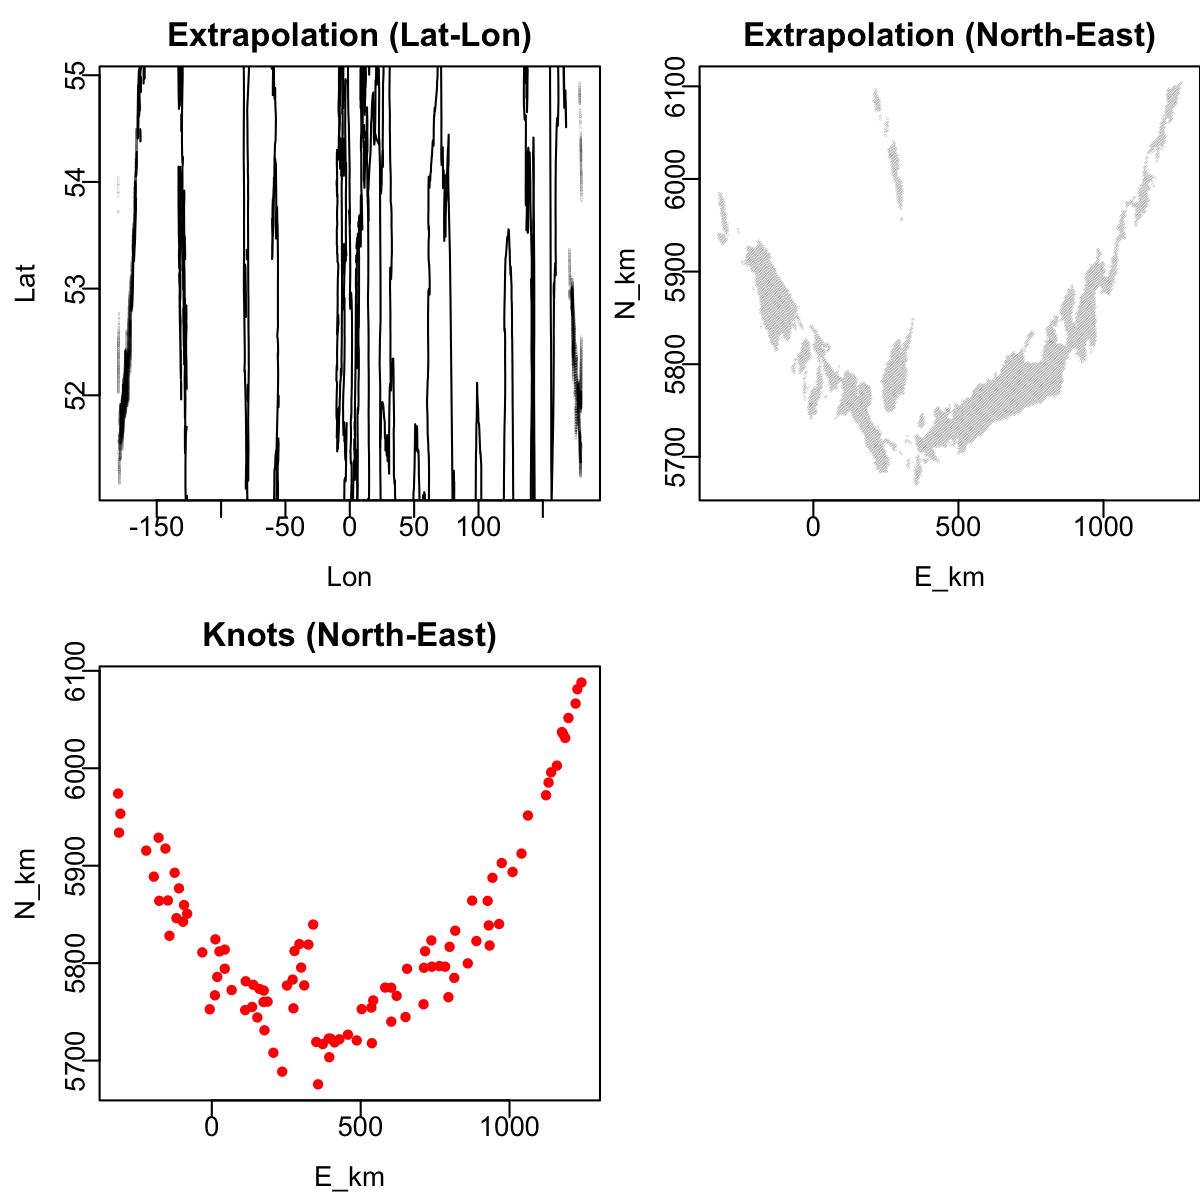 Extrapolation (Lat-Lon)
Lat
55
54
53
52
-150 -50 0 50 100
Lon
Extrapolation (North-East)
N_km
6100
6000
5900
5800
5700
0 500 1000
E_km
Knots (North-East)
N_km
6100
6000
5900
5800
5700
0 500 1000
E_km